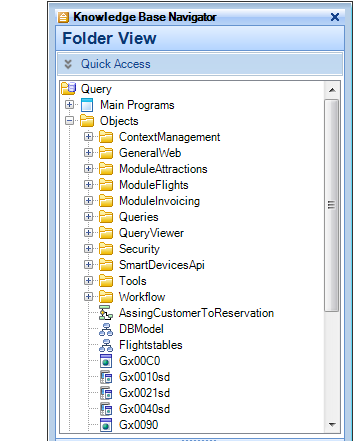 Knowledge Base Navigator
Folder View
Quick Access
Query
Main Programs
Objects
ContextManagement
GeneralWeb
ModuleAttractions
ModuleFlights
ModuleInvoicing
Queries
QueryViewer
Security
SmartDevicesApi
Tools
Workflow
AssingCustomerToReservation
DBModel
Flightstables
Gx00C0
Gx0010sd
Gx0021sd
Gx0040sd
Gx0090